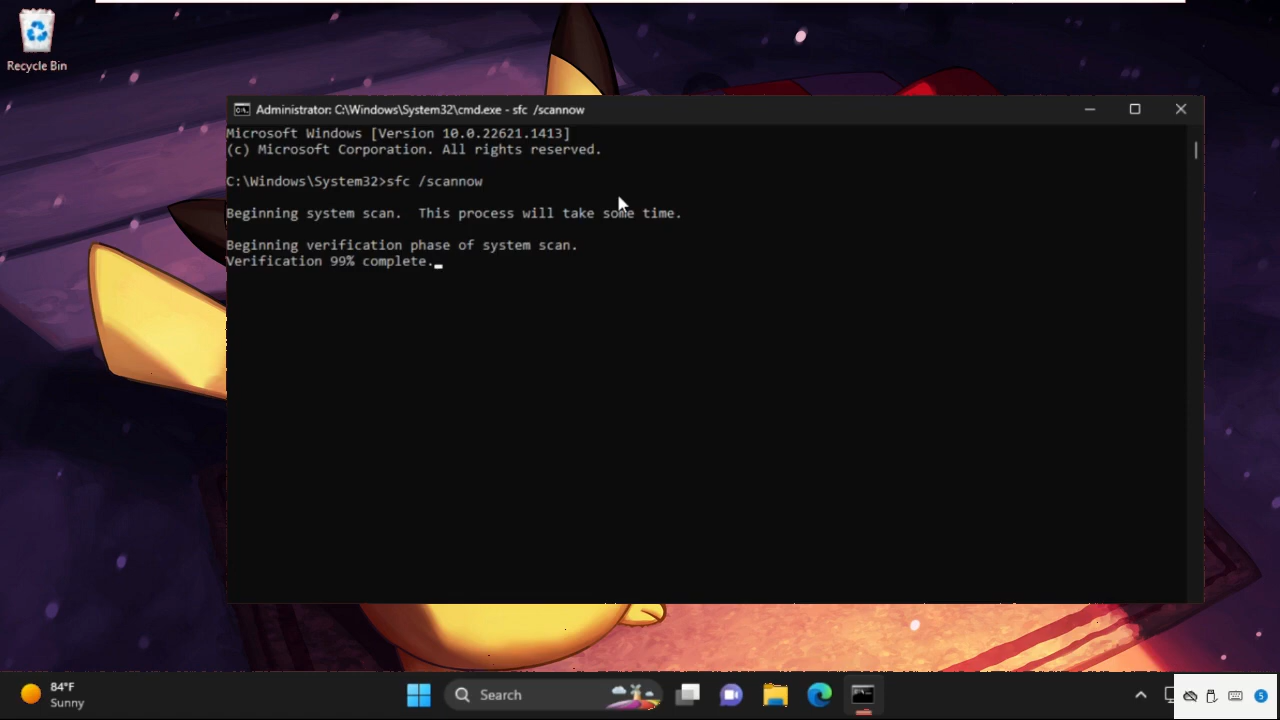 Recycle Bin
Administrator: C:\Windows\System32\cmd.exe - sfc  /scannow
Microsoft Windows [Version 10.0.22621.1413]
(c) Microsoft Corporation. All rights reserved.
C:\Windows\System32>sfc /scannow
Beginning system scan.  This process will take some time.
Beginning verification phase of system scan.
Verification 99% complete.
84°F
Sunny
Search
5